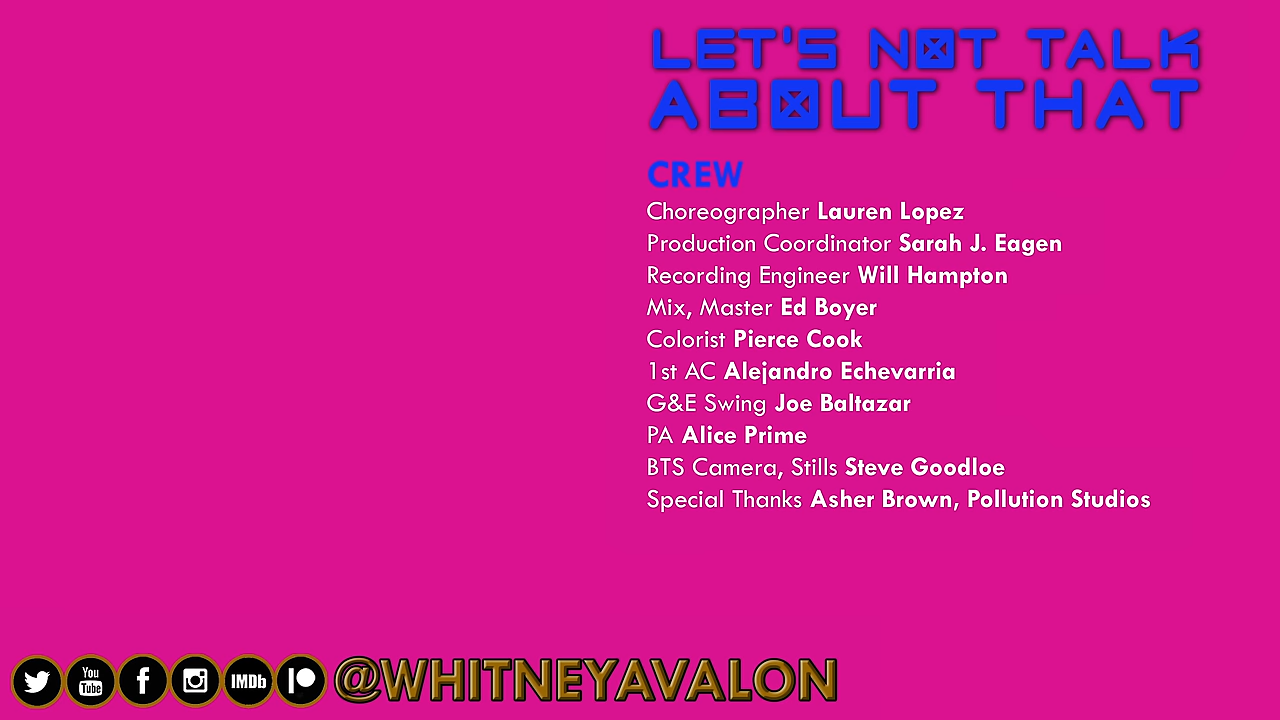 LET'S NOT TALK
ABOUT THAT
CREW
Choreographer Lauren Lopez
Production Coordinator Sarah J. Eagen
Recording Engineer Will Hampton
Mix, Master Ed Boyer
Colorist Pierce Cook
1st AC Alejandro Echevarria
G&E Swing Joe Baltazar
PA Alice Prime
BTS Camera, Stills Steve Goodloe
Special Thanks Asher Brown, Pollution Studios
You Tube IMDb @WHITNEYAVALON